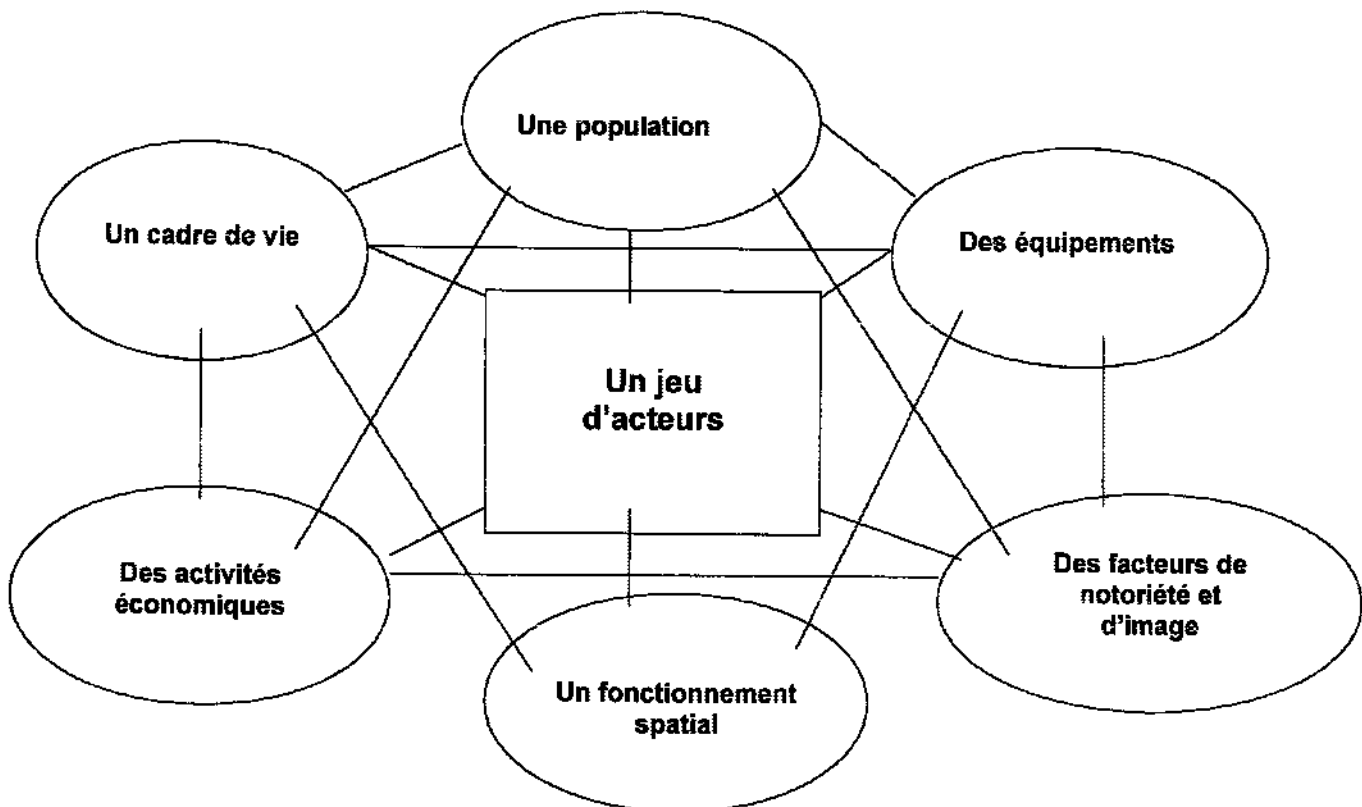 Une population
Un cadre de vie
Des équipements
Un jeu
d'acteurs
Des activités
économiques
Des facteurs de
notoriété et
d'image
Un fonctionnement
spatial